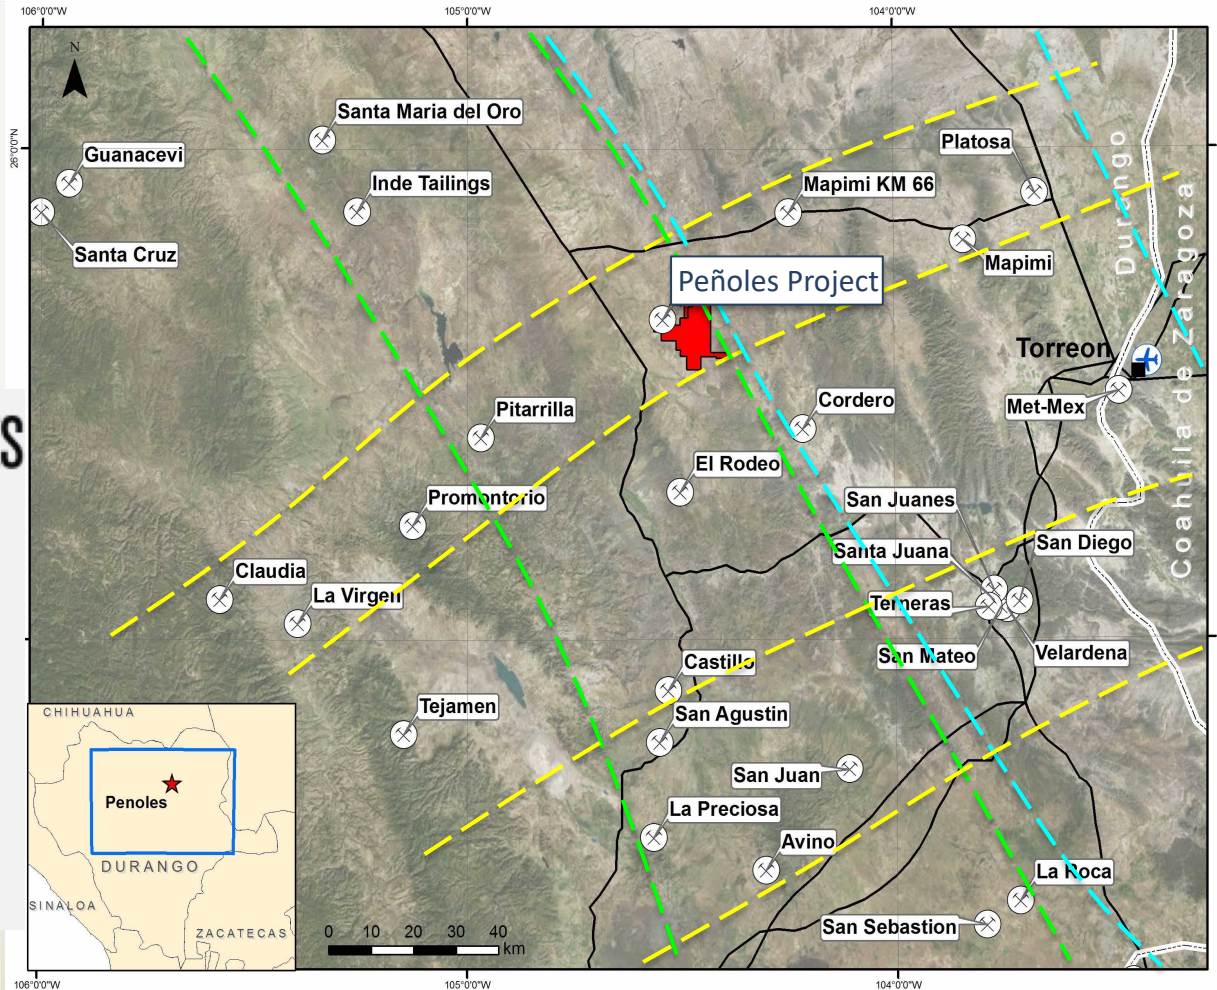 106°0'0"W
105°0'0"W
104°0'0"W
26°0'0"N
N
Santa Maria del Oro
Guanacevi
Inde Tailings
Santa Cruz
Platosa
Mapimi KM 66
Mapimi
Durango
Coahuila de Zaragoza
Peñoles Project
Torreon
Met-Mex
Cordero
Pitarrilla
El Rodeo
Promontorio
San Juanes
San Diego
Santa Juana
Claudia
La Virgen
Temeras
San Mateo
Velardena
Castillo
Tejamen
San Agustin
San Juan
La Preciosa
Avino
La Roca
San Sebastion
S
CHIHUAHUA
Penoles
DURANGO
SINALOA
ZACATECAS
0 10 20 30 40
km
106°0'0"W
105°0'0"W
104°0'0"W